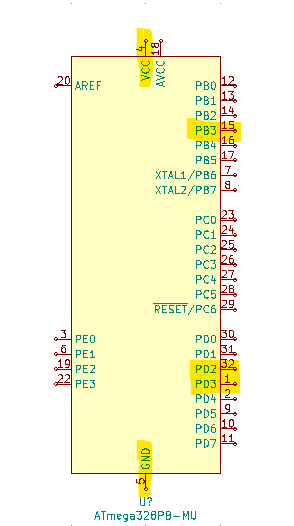 4 VCC
18 AVCC
20 AREF
PB0 12
PB1 13
PB2 14
PB3 15
PB4 16
PB5 17
XTAL1/PB6 7
XTAL2/PB7 8
PC0 23
PC1 24
PC2 25
PC3 26
PC4 27
PC5 28
RESET/PC6 29
3 PE0 PD0 30
6 PE1 PD1 31
19 PE2 PD2 32
22 PE3 PD3 1
PD4 2
PD5 9
PD6 10
PD7 11
5 GND
U?
ATmega328PB-MU